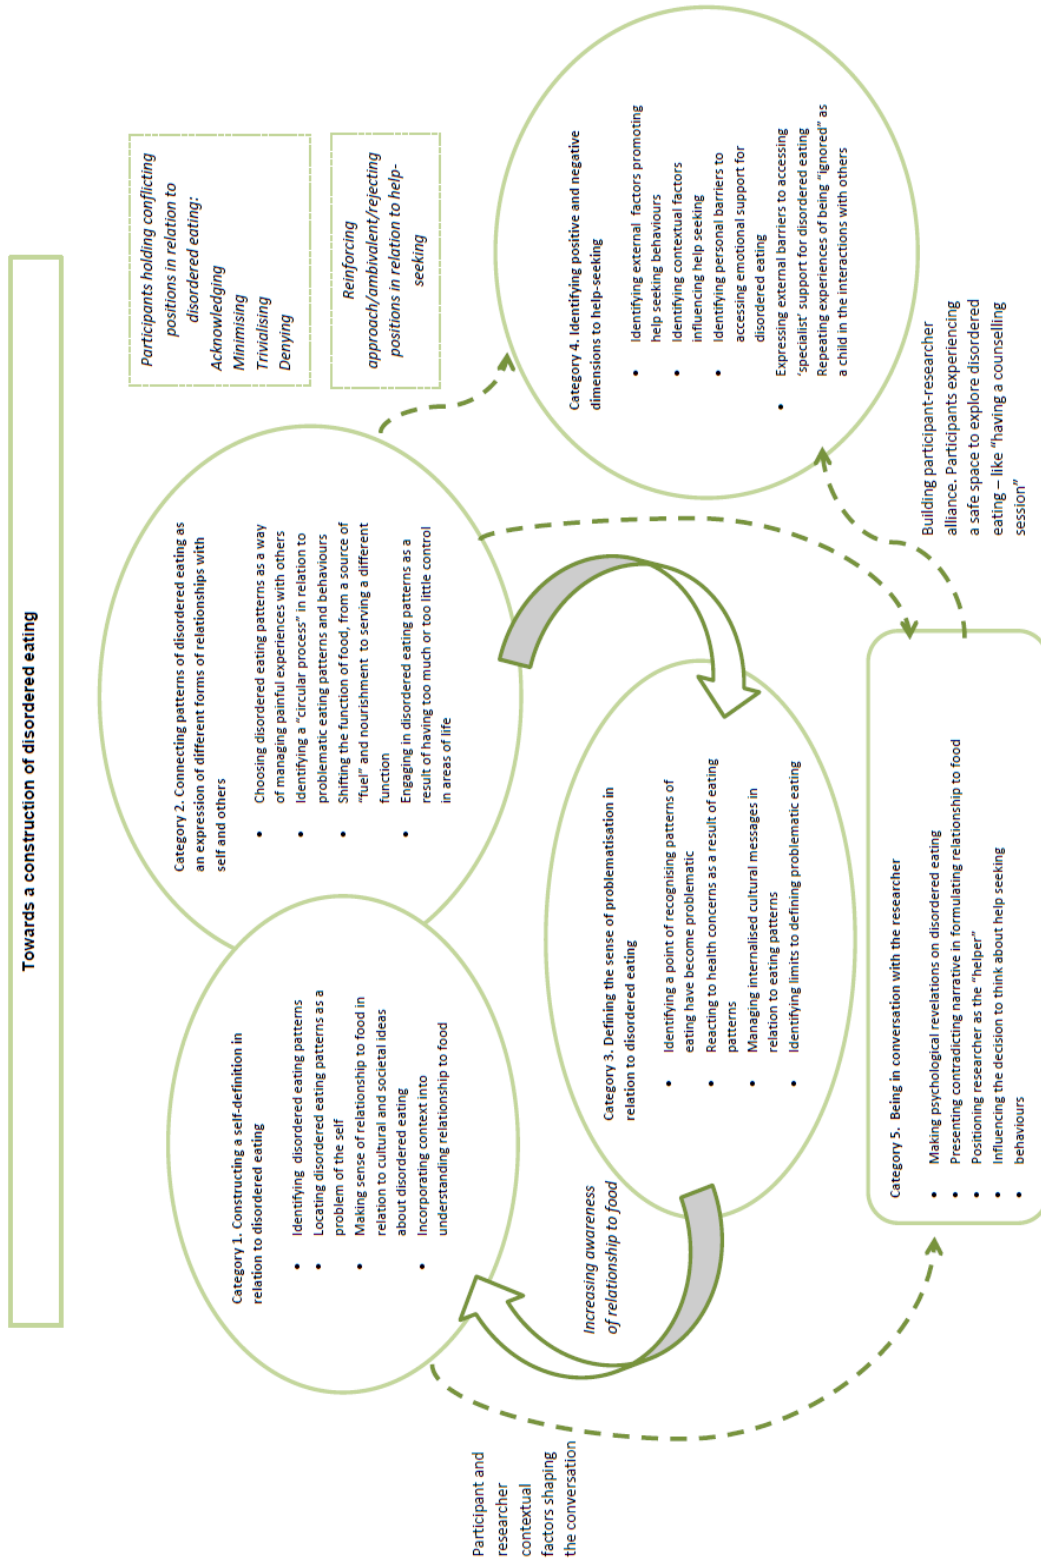 Towards a construction of disordered eating
Category 1. Constructing a self-definition in
relation to disordered eating
• Identifying disordered eating patterns
• Locating disordered eating patterns as a
problem of the self
• Making sense of relationship to food in
relation to cultural and societal ideas
about disordered eating
• Incorporating context into
understanding relationship to food
Category 2. Connecting patterns of disordered eating as
an expression of different forms of relationships with
self and others
• Choosing disordered eating patterns as a way
of managing painful experiences with others
• Identifying a “circular process” in relation to
problematic eating patterns and behaviours
• Shifting the function of food, from a source of
“fuel” and nourishment to serving a different
function
• Engaging in disordered eating patterns as a
result of having too much or too little control
in areas of life
Participants holding conflicting
positions in relation to
disordered eating:
Acknowledging
Minimising
Trivialising
Denying
Reinforcing
approach/ambivalent/rejecting
positions in relation to help-
seeking
Increasing awareness
of relationship to food
Category 3. Defining the sense of problematisation in
relation to disordered eating
• Identifying a point of recognising patterns of
eating have become problematic
• Reacting to health concerns as a result of eating
patterns
• Managing internalised cultural messages in
relation to eating patterns
• Identifying limits to defining problematic eating
Category 4. Identifying positive and negative
dimensions to help-seeking
• Identifying external factors promoting
help seeking behaviours
• Identifying contextual factors
influencing help seeking
• Identifying personal barriers to
accessing emotional support for
disordered eating
• Expressing external barriers to accessing
‘specialist’ support for disordered eating
Repeating experiences of being “ignored” as
a child in the interactions with others
Participant and
researcher
contextual
factors shaping
the conversation
Category 5. Being in conversation with the researcher
• Making psychological revelations on disordered eating
• Presenting contradicting narrative in formulating relationship to food
• Positioning researcher as the “helper”
• Influencing the decision to think about help seeking
• behaviours
Building participant-researcher
alliance. Participants experiencing
a safe space to explore disordered
eating – like “having a counselling
session”